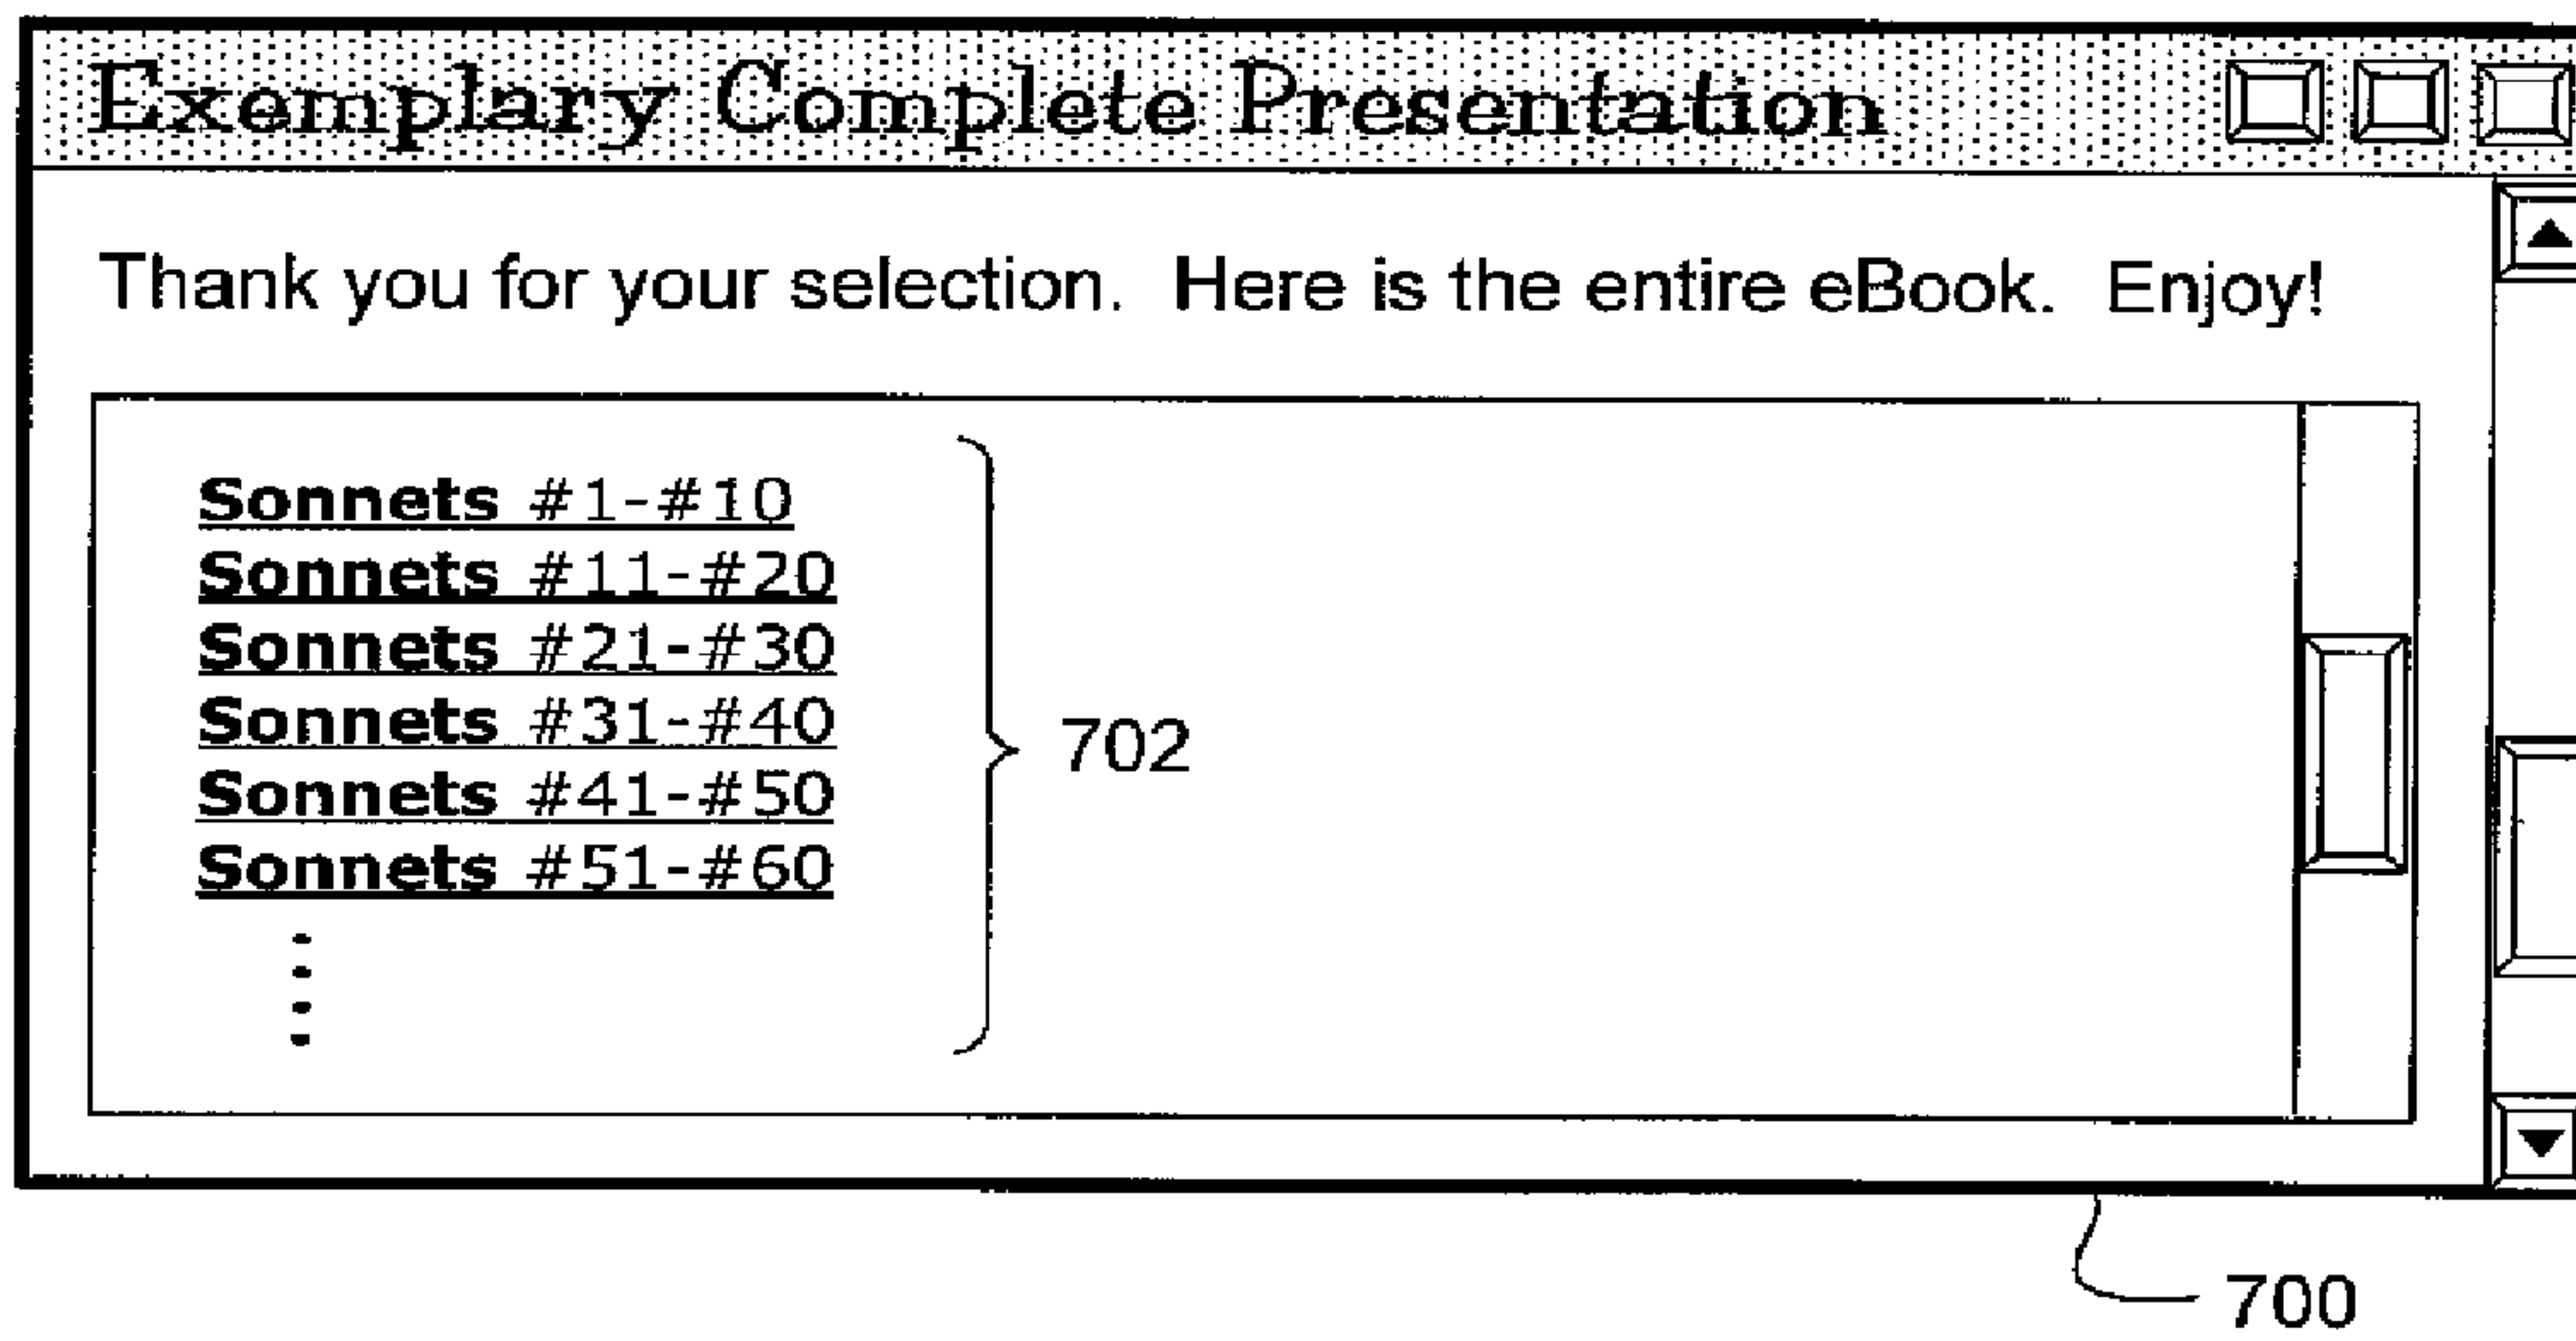 Exemplary Complete Presentation
Thank you for your selection. Here is the entire eBook. Enjoy!
Sonnets #1-#10
Sonnets #11-#20
Sonnets #21-#30
Sonnets #31-#40
Sonnets #41-#50
Sonnets #51-#60
702
700